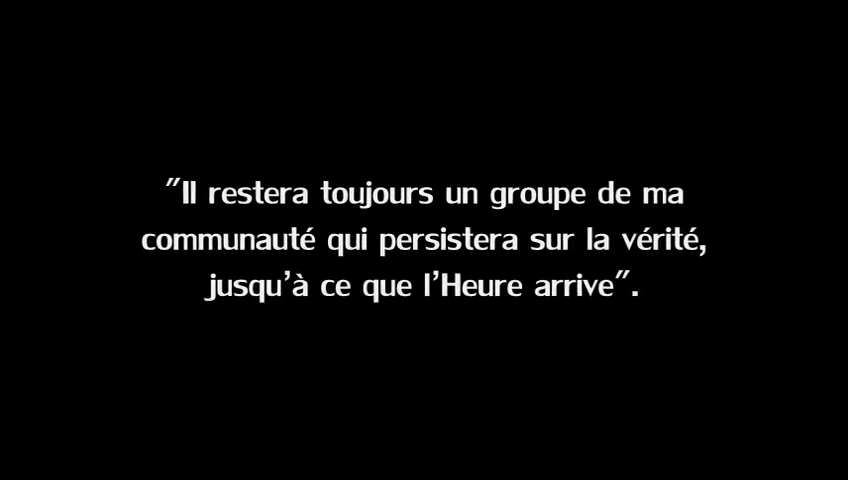 "Il restera toujours un groupe de ma
communauté qui persistera sur la vérité,
jusqu'à ce que l'Heure arrive".